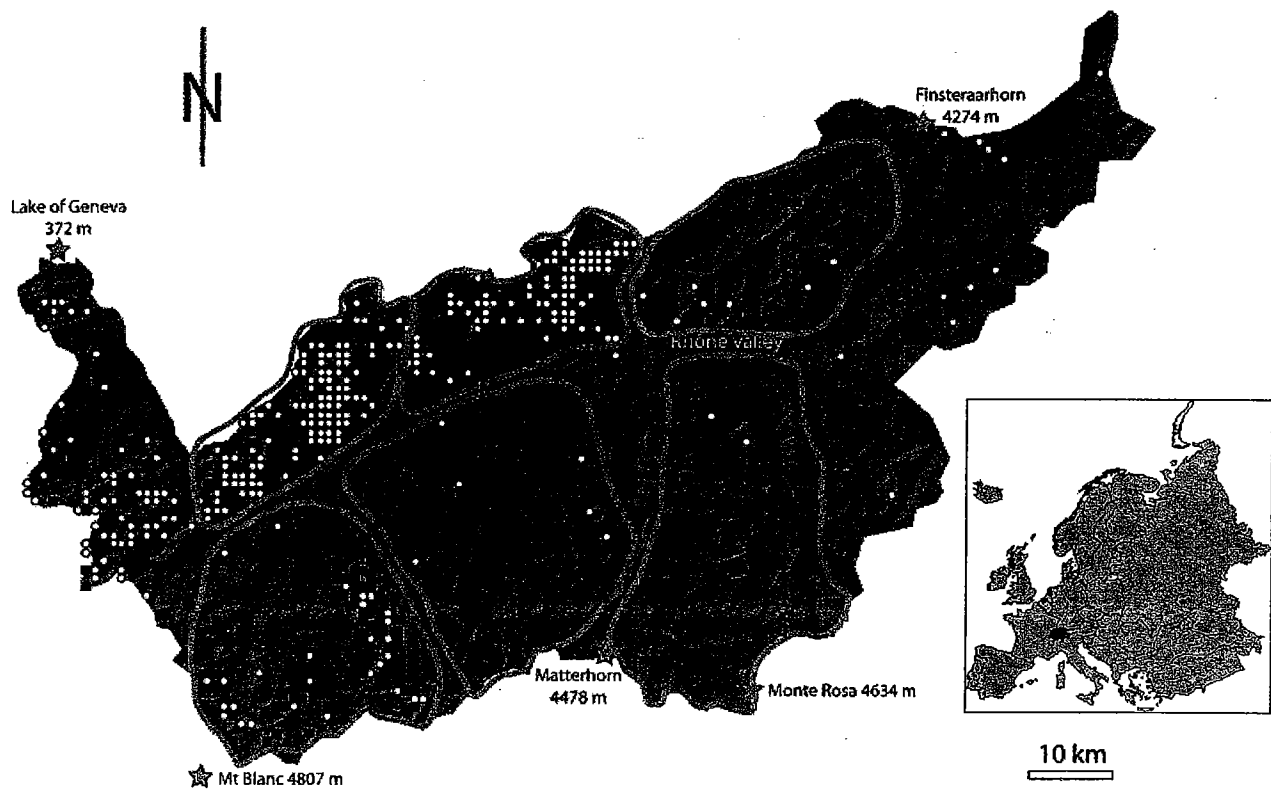 N
Finsteraarhorn
4274 m
Lake of Geneva
372 m
Rhône valley
Matterhorn
4478 m
Monte Rosa 4634 m
Mt Blanc 4807 m
10 km